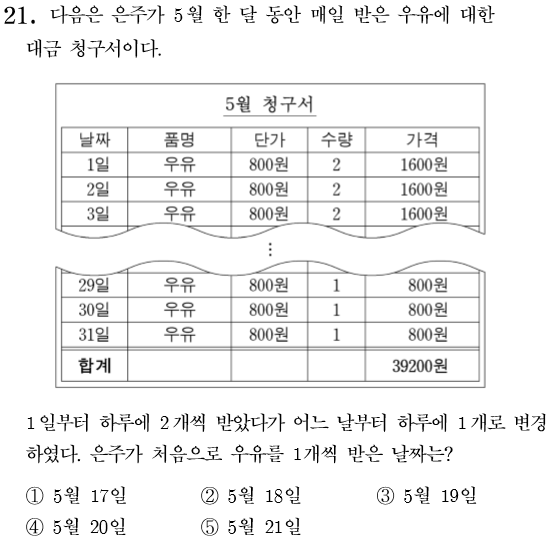 21. 다음은 은주가 5월 한 달 동안 매일 받은 우유에 대한
대금 청구서이다.
5월 청구서
날짜 품명 단가 수량 가격
1일 우유 800원 2 1600원
2일 우유 800원 2 1600원
3일 우유 800원 2 1600원
⋮
29일 우유 800원 1 800원
30일 우유 800원 1 800원
31일 우유 800원 1 800원
합계 39200원
1일부터 하루에 2개씩 받았다가 어느 날부터 하루에 1개로 변경
하였다. 은주가 처음으로 우유를 1개씩 받은 날짜는?
① 5월 17일 ② 5월 18일 ③ 5월 19일
④ 5월 20일 ⑤ 5월 21일